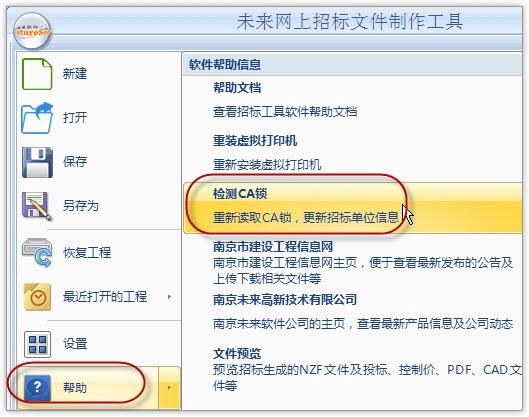 未来网上招标文件制作工具
新建
打开
保存
另存为
恢复工程
最近打开的工程
设置
帮助
软件帮助信息
帮助文档
查看招标工具软件帮助文档
重装虚拟打印机
重新安装虚拟打印机
检测CA锁
重新读取CA锁，更新招标单位信息
南京市建设工程信息网
南京市建设工程信息网主页，便于查看最新发布的公告及
上传下载相关文件等
南京未来高新技术有限公司
南京未来软件公司的主页，查看最新产品信息及公司动态
文件预览
预览招标生成的NZF文件及投标、控制价、PDF、CAD文
件等